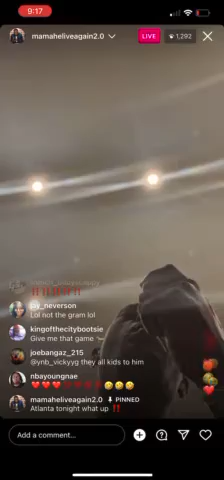 9:17
mamaheliveagain2.0
LIVE
1,292
@y_neverson
Lol not the gram lol
kingofthecitybootsie
Give me that game
joebangaz_215
@ynb_vickyyg they all kids to him
nbayoungnae
❤️❤️❤️❤️❤️❤️❤️😂😂😂
mamaheliveagain2.0 📌 PINNED
Atlanta tonight what up ‼️
Add a comment...